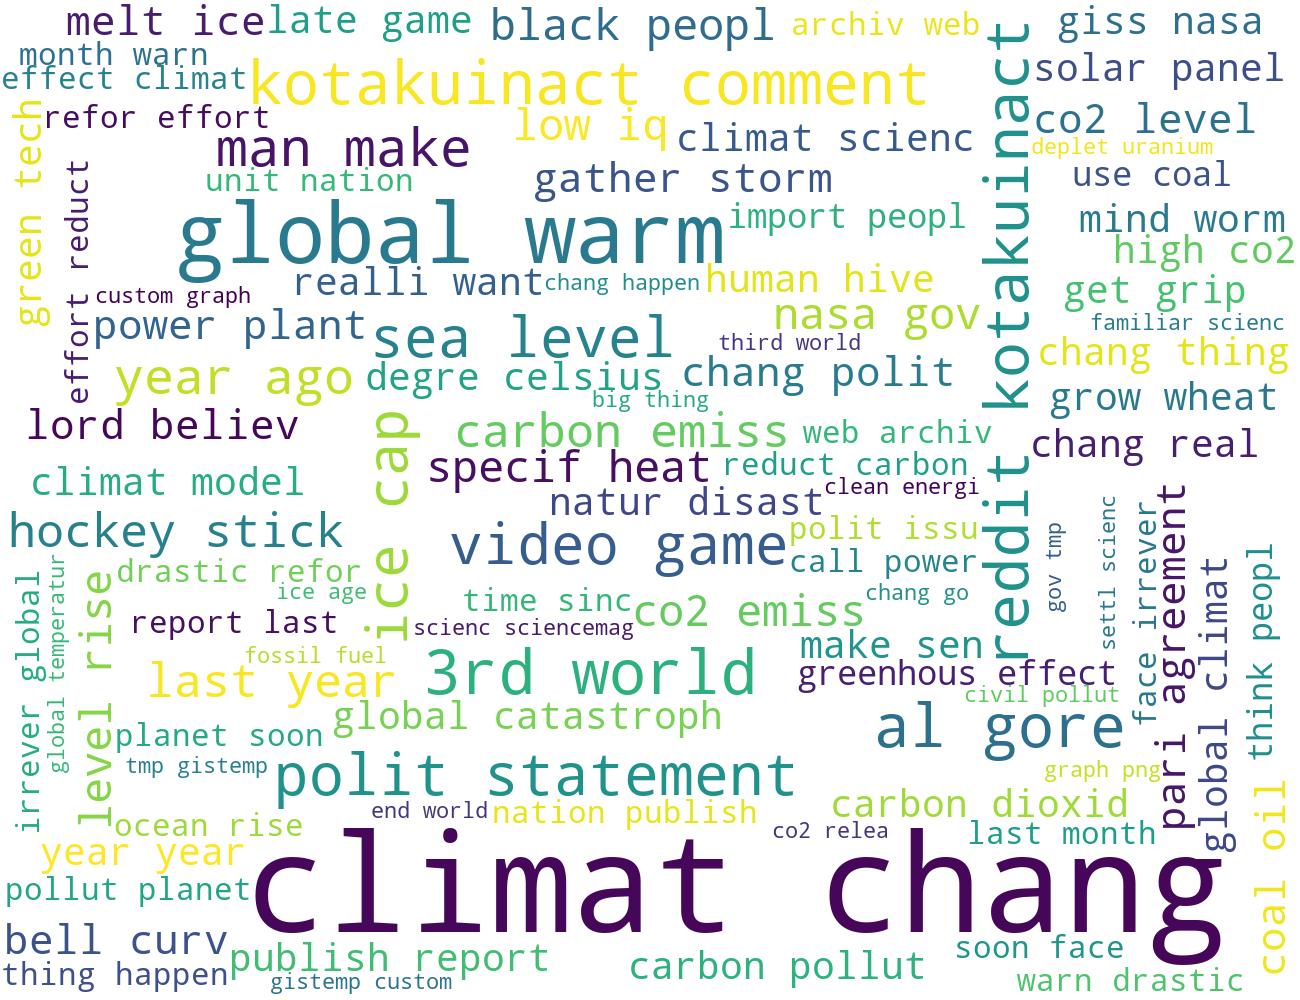 melt ice
late game
black peopl
archiv web
giss nasa
month warn
effect climat
kotakuinact comment
reddit kotakuinact
solar panel
green tech
refor effort
effort reduct
man make
low iq
climat scienc
co2 level
deplet uranium
unit nation
gather storm
use coal
global warm
import peopl
mind worm
high co2
realli want
chang happen
human hive
get grip
custom graph
power plant
sea level
nasa gov
familiar scienc
third world
chang thing
year ago
degre celsius
chang polit
big thing
grow wheat
lord believ
ice cap
carbon emiss
web archiv
chang real
specif heat
reduct carbon
climat model
clean energi
natur disast
hockey stick
video game
polit issu
call power
gov tmp
settl scienc
face irrever
pari agreement
global climat
think peopl
irrever global
global temperatur
level rise
drastic refor
ice age
time sinc
co2 emiss
chang go
report last
scienc sciencemag
make sen
fossil fuel
last year
3rd world
greenhous effect
civil pollut
global catastroph
al gore
planet soon
tmp gistemp
polit statement
graph png
end world
nation publish
carbon dioxid
coal oil
ocean rise
co2 relea
last month
year year
climat chang
pollut planet
bell curv
publish report
carbon pollut
soon face
thing happen
gistemp custom
warn drastic